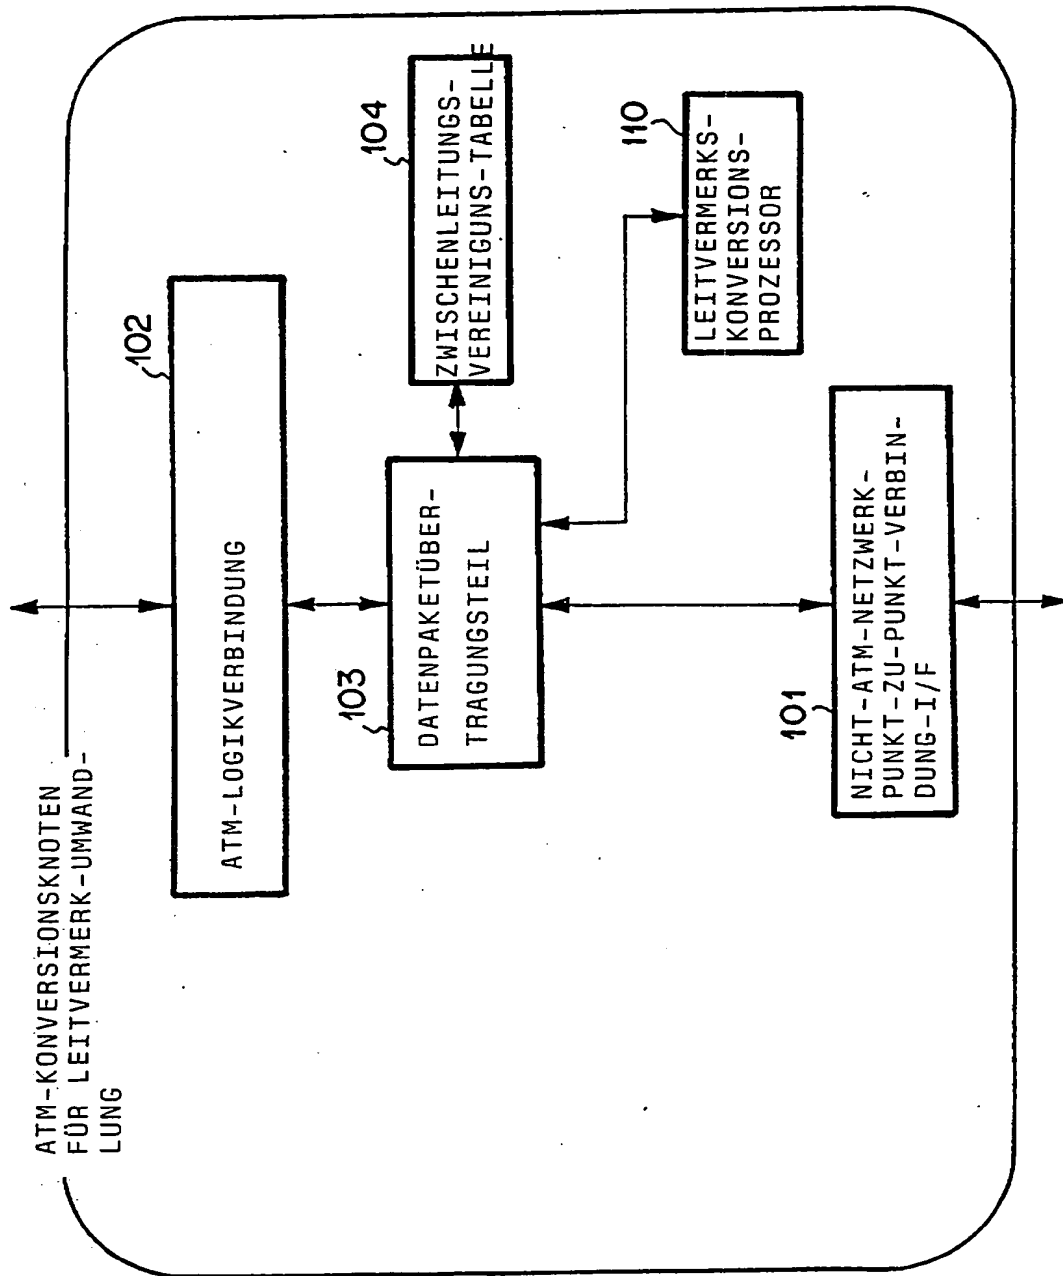 ATM-KONVERSIONSKNOTEN
FÜR LEITVERMERK-UMWAND-
LUNG
102
ATM-LOGIKVERBINDUNG
103
DATENPAKETÜBER-
TRAGUNGSTEIL
104
ZWISCHENLEITUNGS-
VEREINIGUNS-TABELLE
101
NICHT-ATM-NETZWERK-
PUNKT-ZU-PUNKT-VERBIN-
DUNG-I/F
110
LEITVERMERKS-
KONVERSIONS-
PROZESSOR